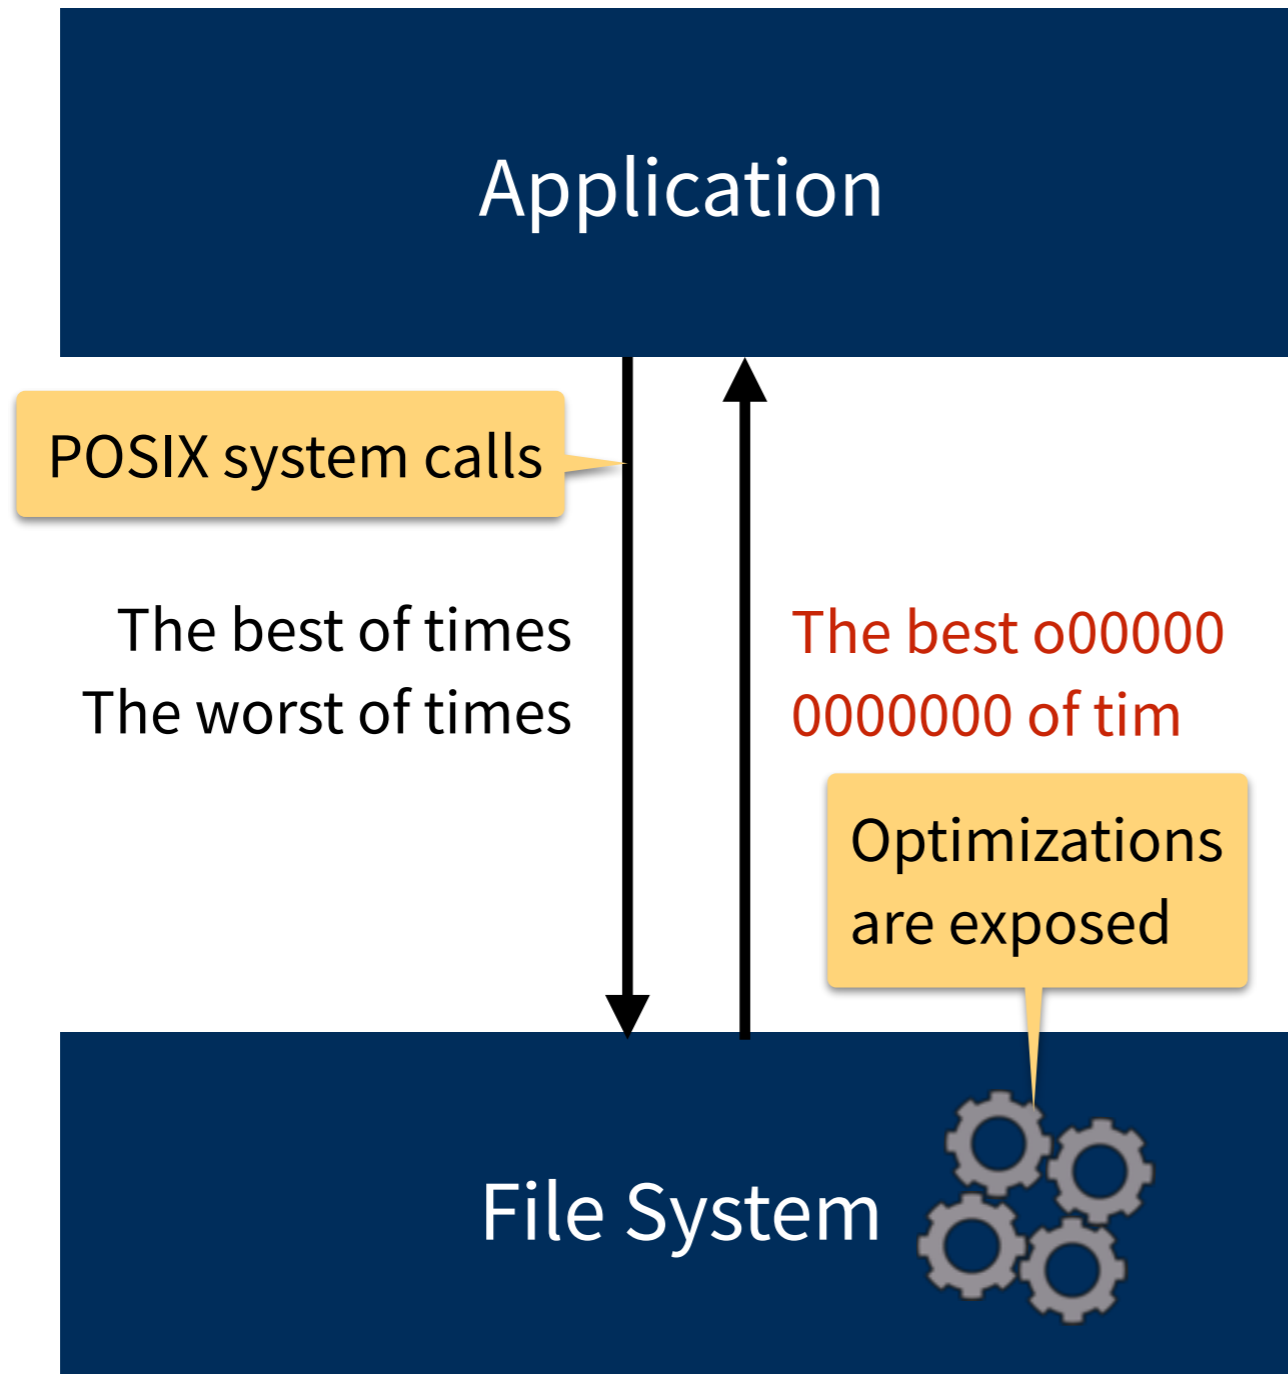 Application
POSIX system calls
The best of times
The worst of times
The best o00000
0000000 of tim
Optimizations
are exposed
File System